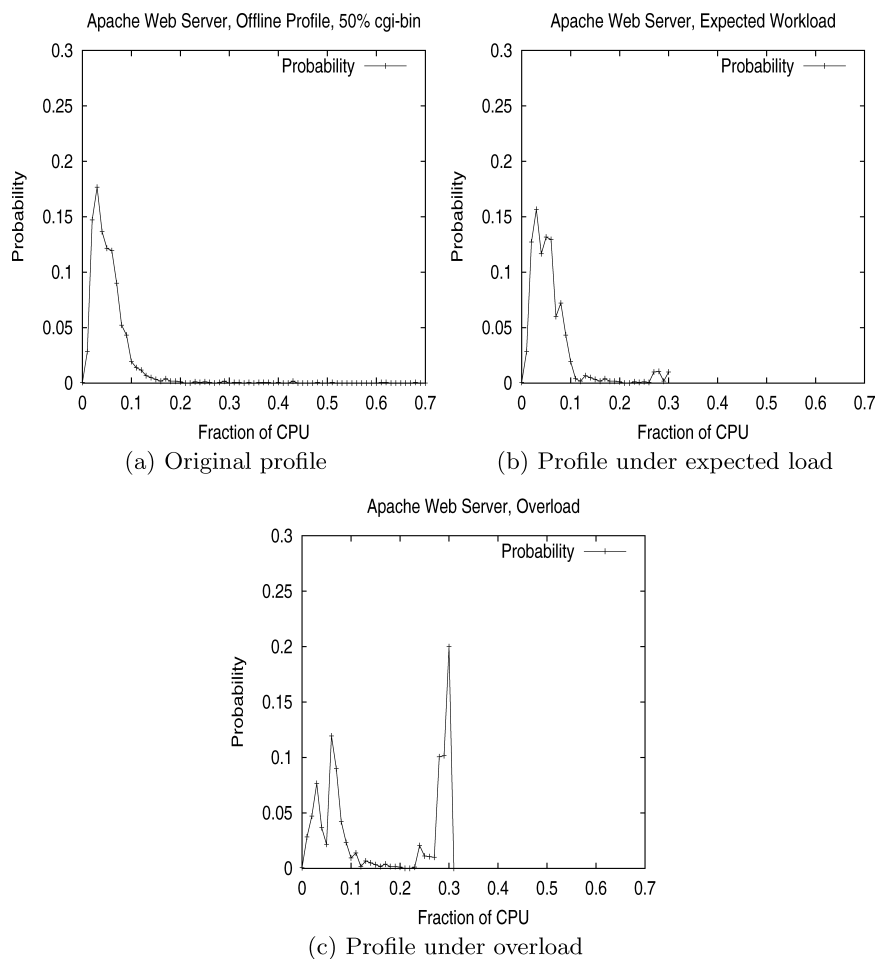 Apache Web Server, Offline Profile, 50% cgi-bin
0.3
Probability
0.25
0.2
0.15
0.1
0.05
0
Probability
0 0.1 0.2 0.3 0.4 0.5 0.6 0.7
Fraction of CPU
(a) Original profile
Apache Web Server, Expected Workload
0.3
Probability
0.25
0.2
0.15
0.1
0.05
0
Probability
0 0.1 0.2 0.3 0.4 0.5 0.6 0.7
Fraction of CPU
(b) Profile under expected load
Apache Web Server, Overload
0.3
Probability
0.25
0.2
0.15
0.1
0.05
0
Probability
0 0.1 0.2 0.3 0.4 0.5 0.6 0.7
Fraction of CPU
(c) Profile under overload